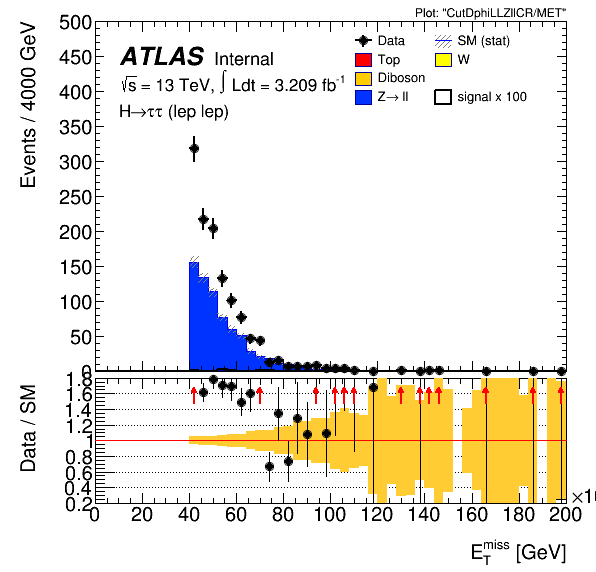 Plot: "CutDphiLLZllCR/MET"
Events / 4000 GeV
500
450
400
350
300
250
200
150
100
50
0
ATLAS Internal
√s = 13 TeV, ∫ Ldt = 3.209 fb⁻¹
H→ττ (lep lep)
Data
SM (stat)
Top
W
Diboson
Z→ ll
signal x 100
Data / SM
1.8
1.6
1.4
1.2
1
0.8
0.6
0.4
0.2
0 20 40 60 80 100 120 140 160 180 200
E_T^miss [GeV]